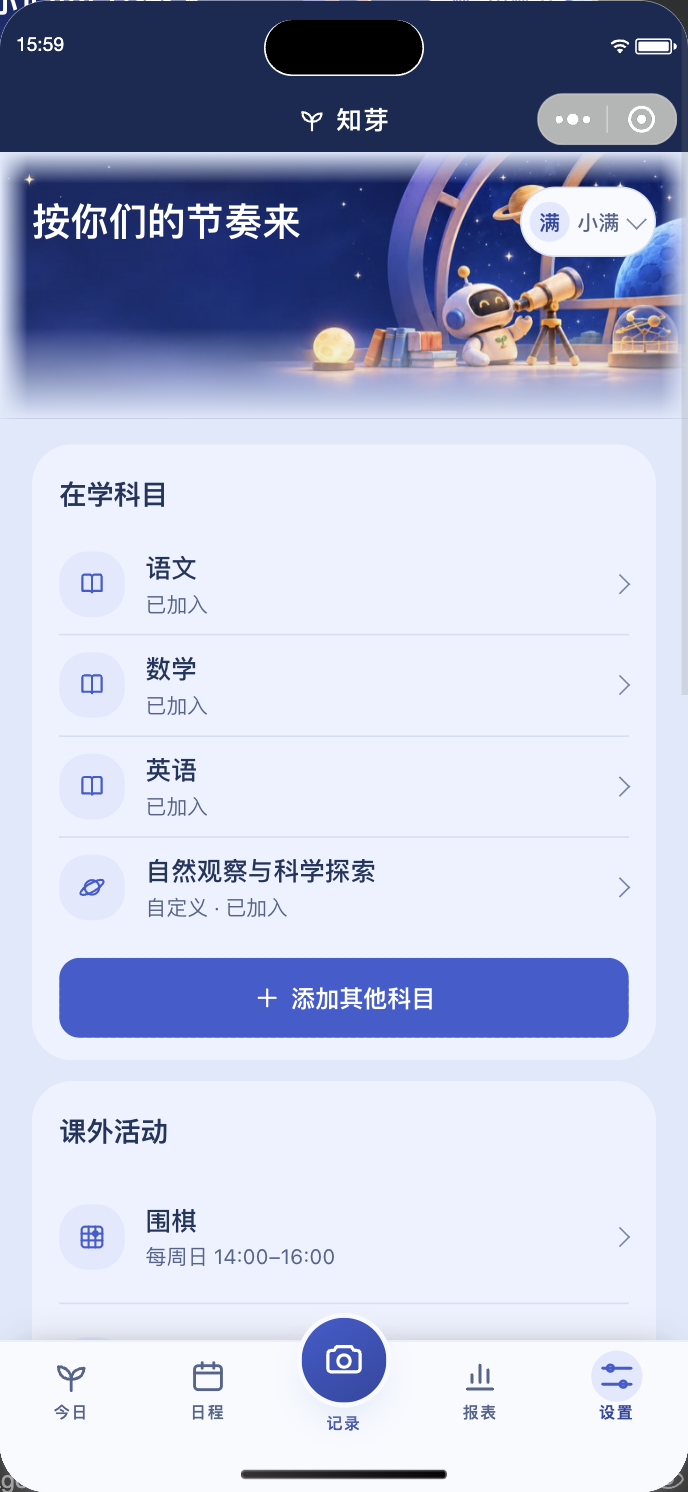 15:59
知芽
按你们的节奏来
满 小满
在学科目
语文
已加入
数学
已加入
英语
已加入
自然观察与科学探索
自定义 · 已加入
+ 添加其他科目
课外活动
围棋
每周日 14:00–16:00
今日
日程
记录
报表
设置